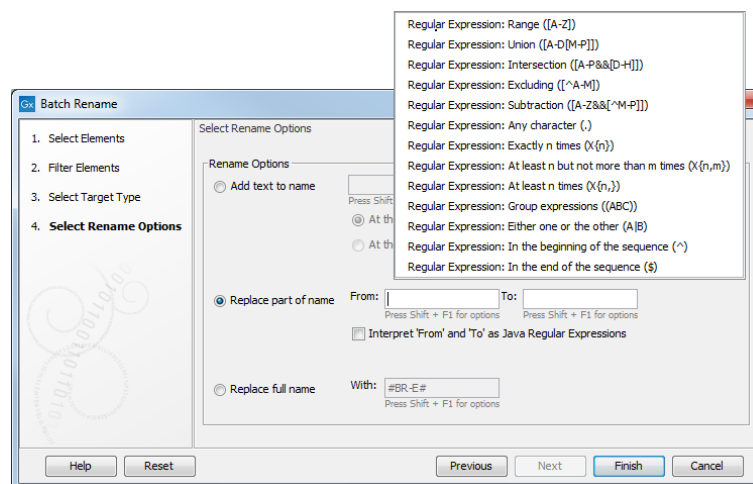 Regular Expression: Range ([A-Z])
Regular Expression: Union ([A-D[M-P]])
Regular Expression: Intersection ([A-P&&[D-H]])
Regular Expression: Excluding ([^A-M])
Regular Expression: Subtraction ([A-Z&&[^M-P]])
Regular Expression: Any character (.)
Regular Expression: Exactly n times (X{n})
Regular Expression: At least n but not more than m times (X{n,m})
Regular Expression: At least n times (X{n,})
Regular Expression: Group expressions ((ABC))
Regular Expression: Either one or the other (A|B)
Regular Expression: In the beginning of the sequence (^)
Regular Expression: In the end of the sequence ($)
Gx Batch Rename
1. Select Elements
2. Filter Elements
3. Select Target Type
4. Select Rename Options
Select Rename Options
Rename Options
Add text to name
Press Shift
At th
At th
Replace part of name From: To:
Press Shift + F1 for options Press Shift + F1 for options
Interpret 'From' and 'To' as Java Regular Expressions
Replace full name With: #BR-E#
Press Shift + F1 for options
Help Reset Previous Next Finish Cancel